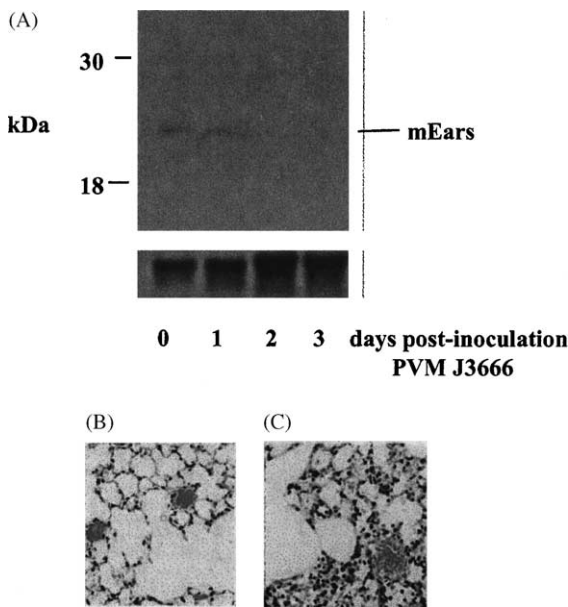 (A)
30
kDa
mEars
18
0 1 2 3 days post-inoculation
PVM J3666
(B) (C)